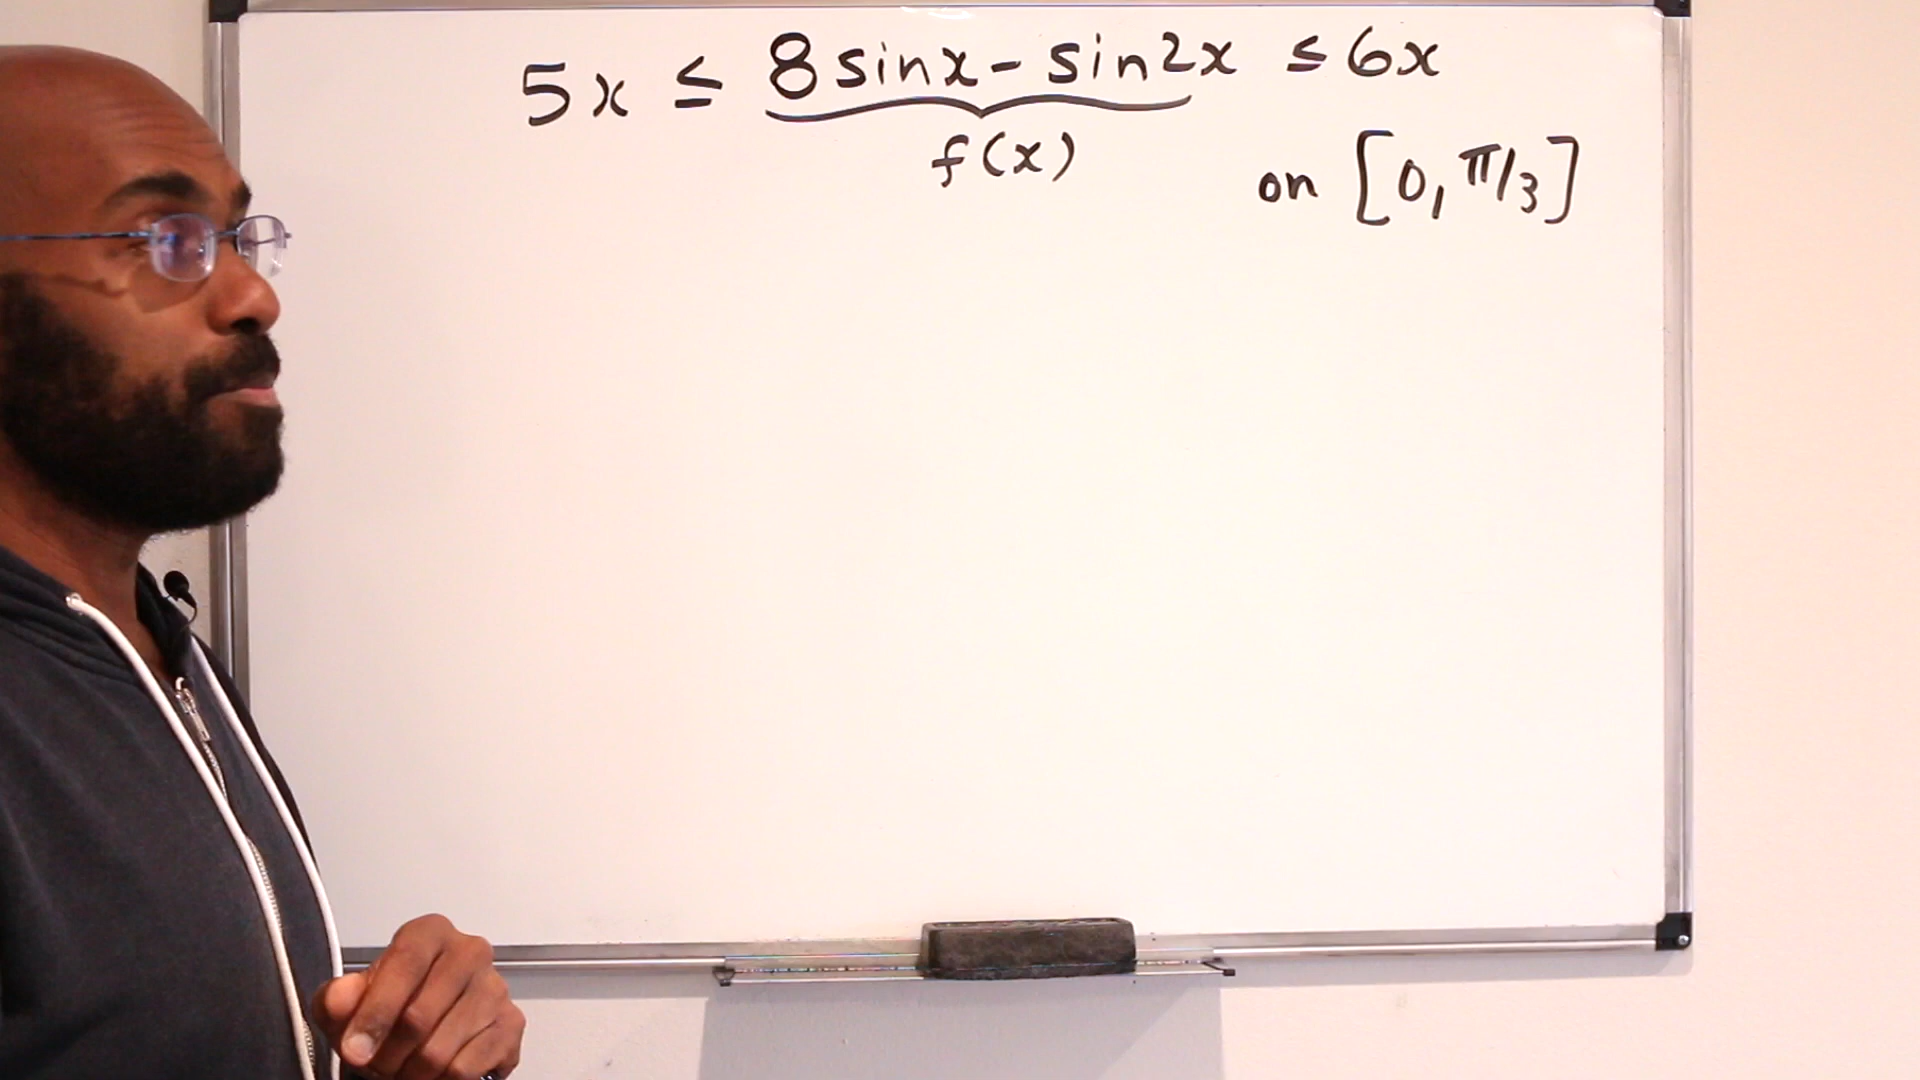 5x ≤ 8sinx - sin2x ≤ 6x
f(x)
on [0, π/3]